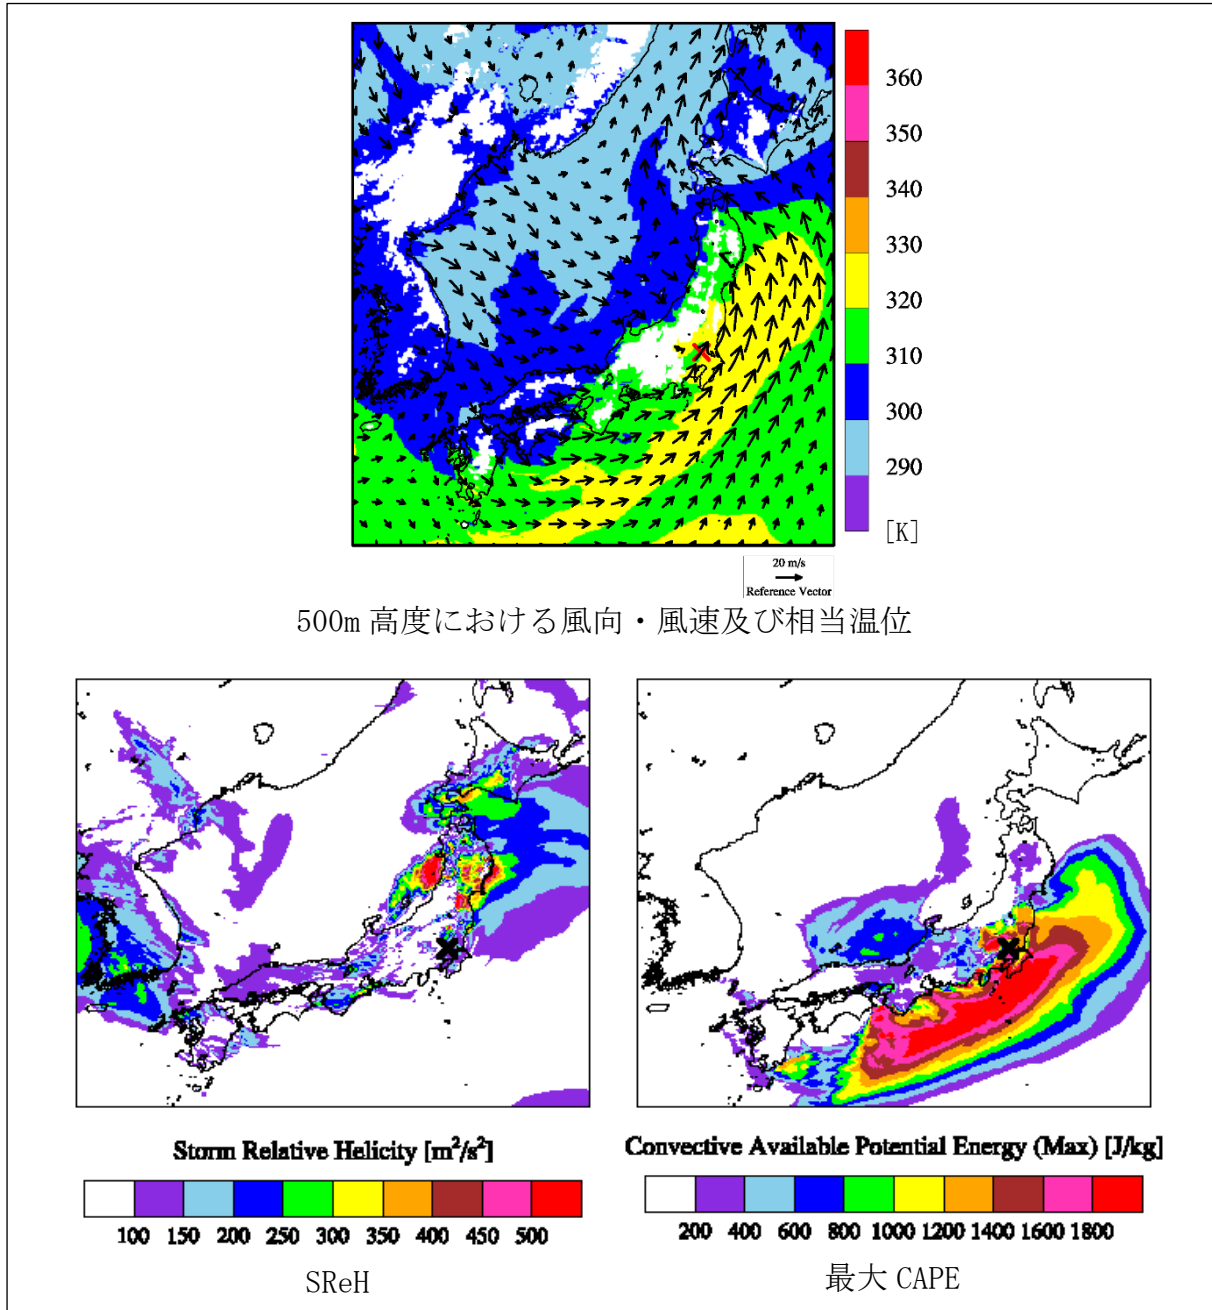 360
350
340
330
320
310
300
290
[K]
20 m/s
Reference Vector
500m 高度における風向・風速及び相当温位
Storm Relative Helicity [m²/s²]
100 150 200 250 300 350 400 450 500
SReH
Convective Available Potential Energy (Max) [J/kg]
200 400 600 800 1000 1200 1400 1600 1800
最大 CAPE